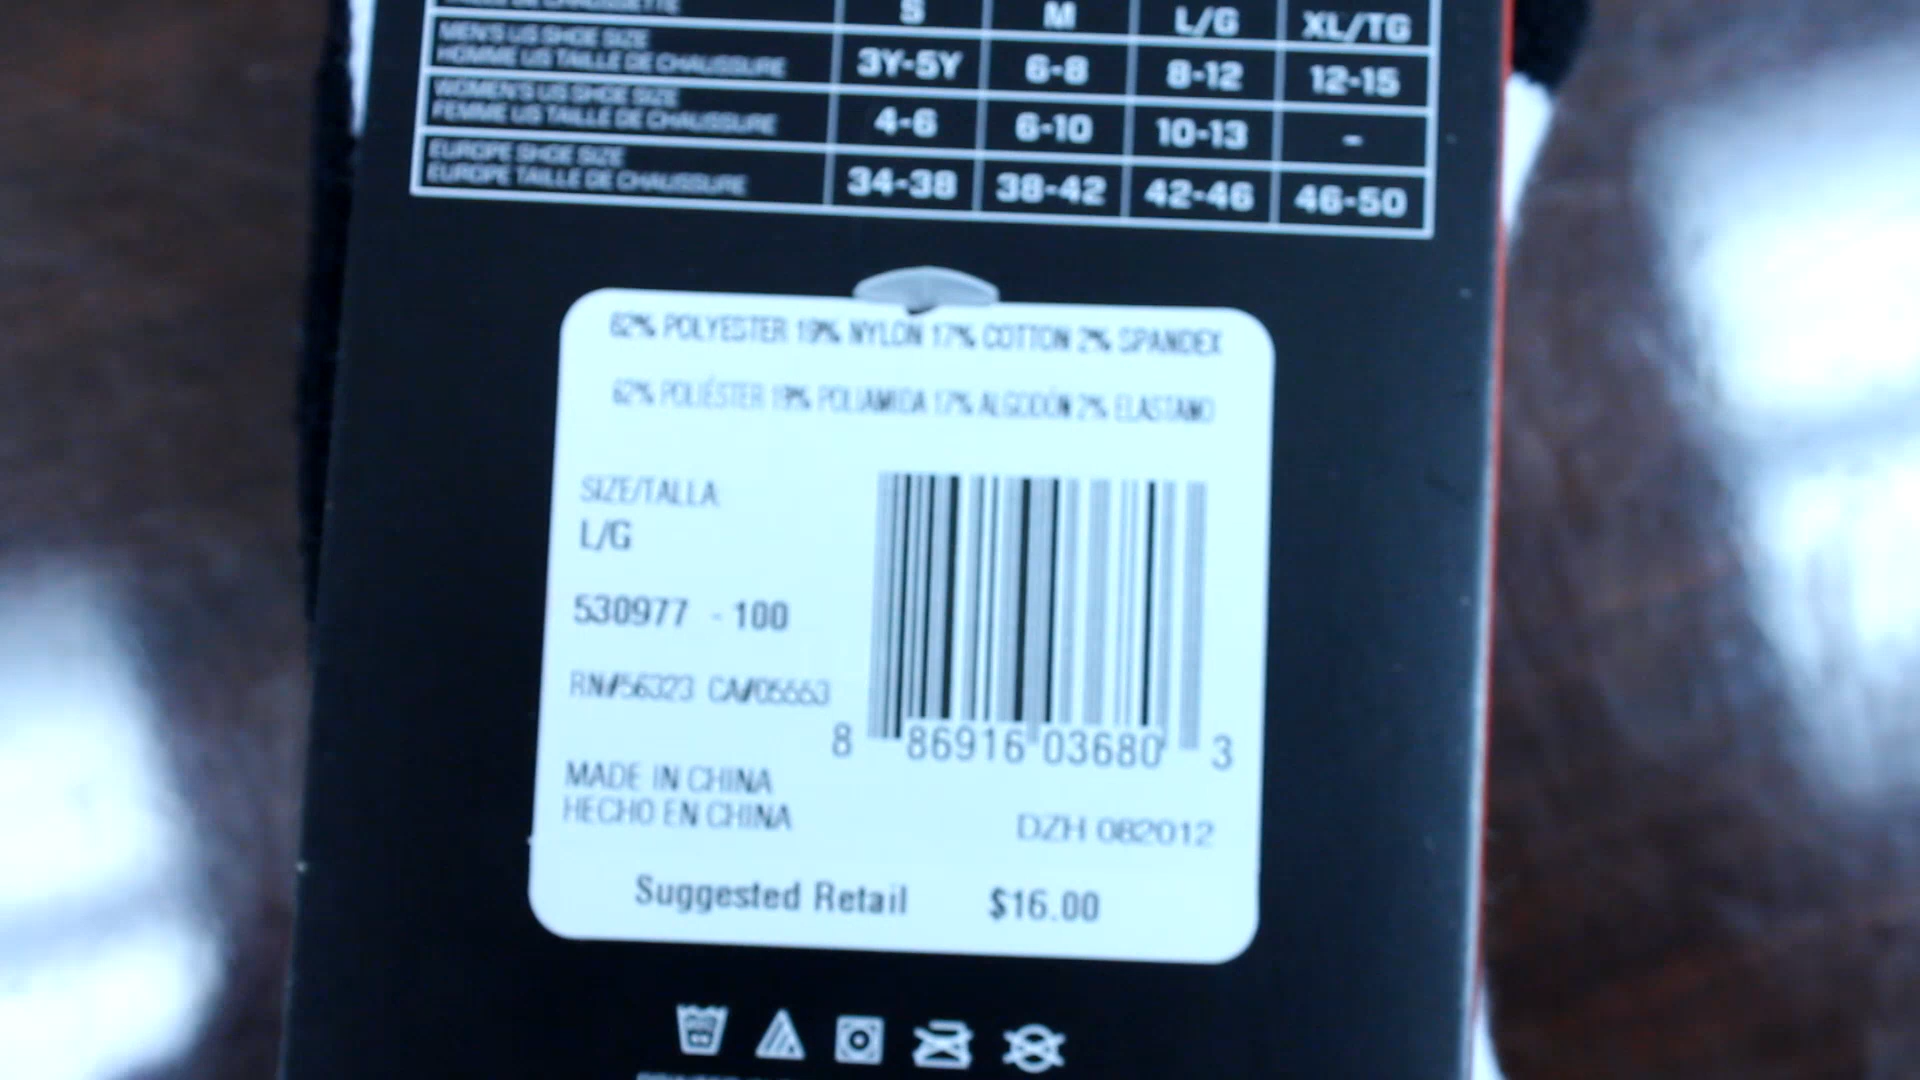 TAILLE DE CHAUSSETTE S M L/G XL/TG
MEN'S US SHOE SIZE
HOMME US TAILLE DE CHAUSSURE 3Y-5Y 6-8 8-12 12-15
WOMEN'S US SHOE SIZE
FEMME US TAILLE DE CHAUSSURE 4-6 6-10 10-13 -
EUROPE SHOE SIZE
EUROPE TAILLE DE CHAUSSURE 34-38 38-42 42-46 46-50
62% POLYESTER 19% NYLON 17% COTTON 2% SPANDEX
62% POLIÉSTER 19% POLIAMIDA 17% ALGODÓN 2% ELASTANO
SIZE/TALLA
L/G
530977 - 100
RN#56323 CA#05553
8 86916 03680 3
MADE IN CHINA
HECHO EN CHINA
DZH 082012
Suggested Retail $16.00